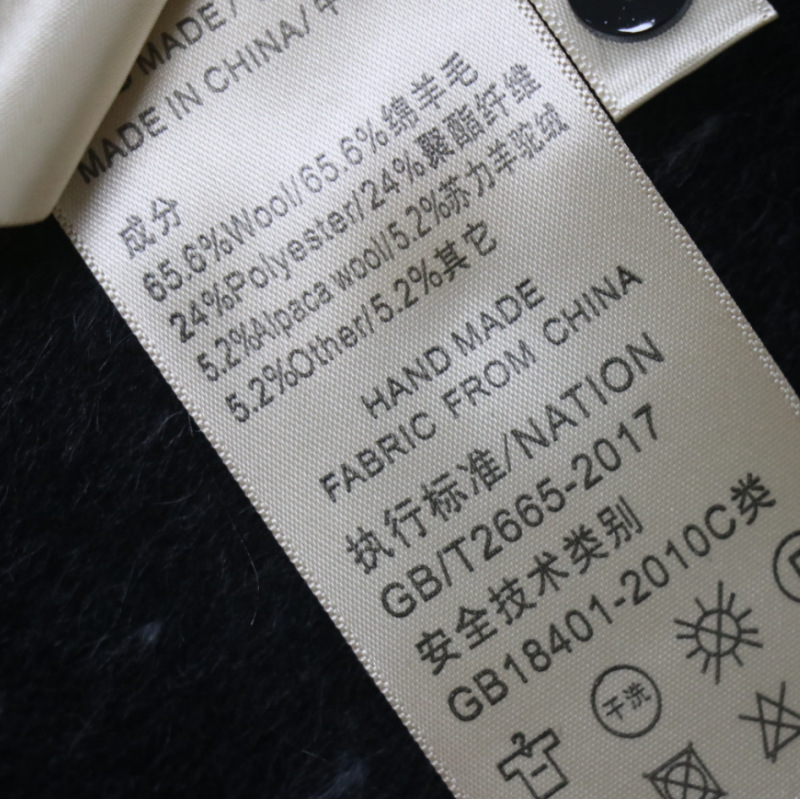 MADE /
MADE IN CHINA/ 中
成分
65.6%Wool/65.6%绵羊毛
24%Polyester/24%聚酯纤维
5.2%Alpaca wool/5.2%苏力羊驼绒
5.2%Other/5.2%其它
HAND MADE
FABRIC FROM CHINA
执行标准/NATION
GB/T2665-2017
安全技术类别
GB18401-2010C类
干洗